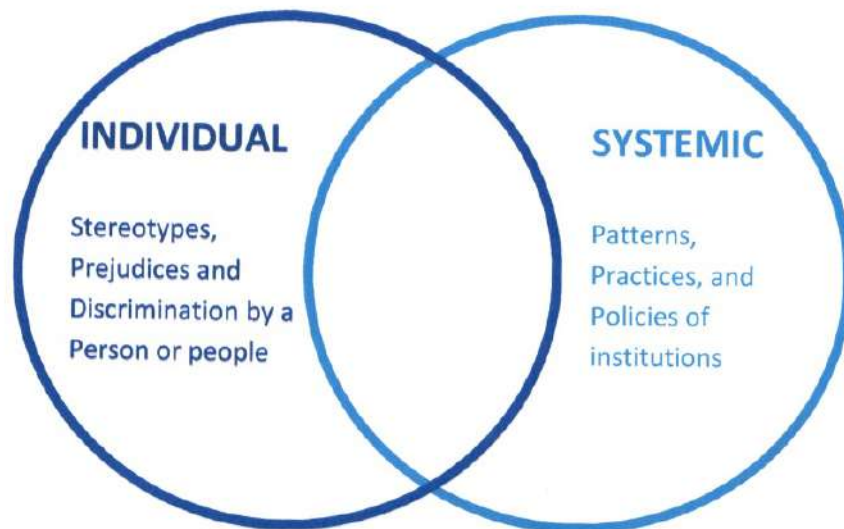 INDIVIDUAL
Stereotypes,
Prejudices and
Discrimination by a
Person or people
SYSTEMIC
Patterns,
Practices, and
Policies of
institutions